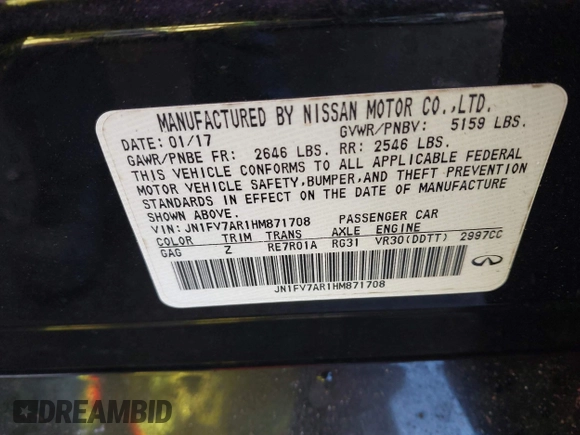 MANUFACTURED BY NISSAN MOTOR CO.,LTD.
DATE: 01/17 GVWR/PNBV: 5159 LBS.
GAWR/PNBE FR: 2646 LBS. RR: 2546 LBS.
THIS VEHICLE CONFORMS TO ALL APPLICABLE FEDERAL
MOTOR VEHICLE SAFETY,BUMPER,AND THEFT PREVENTION
STANDARDS IN EFFECT ON THE DATE OF MANUFACTURE
SHOWN ABOVE.
VIN: JN1FV7AR1HM871708 PASSENGER CAR
COLOR TRIM TRANS AXLE ENGINE
GAG Z RE7R01A RG31 VR30(DDTT) 2997CC
JN1FV7AR1HM871708
DREAMBID